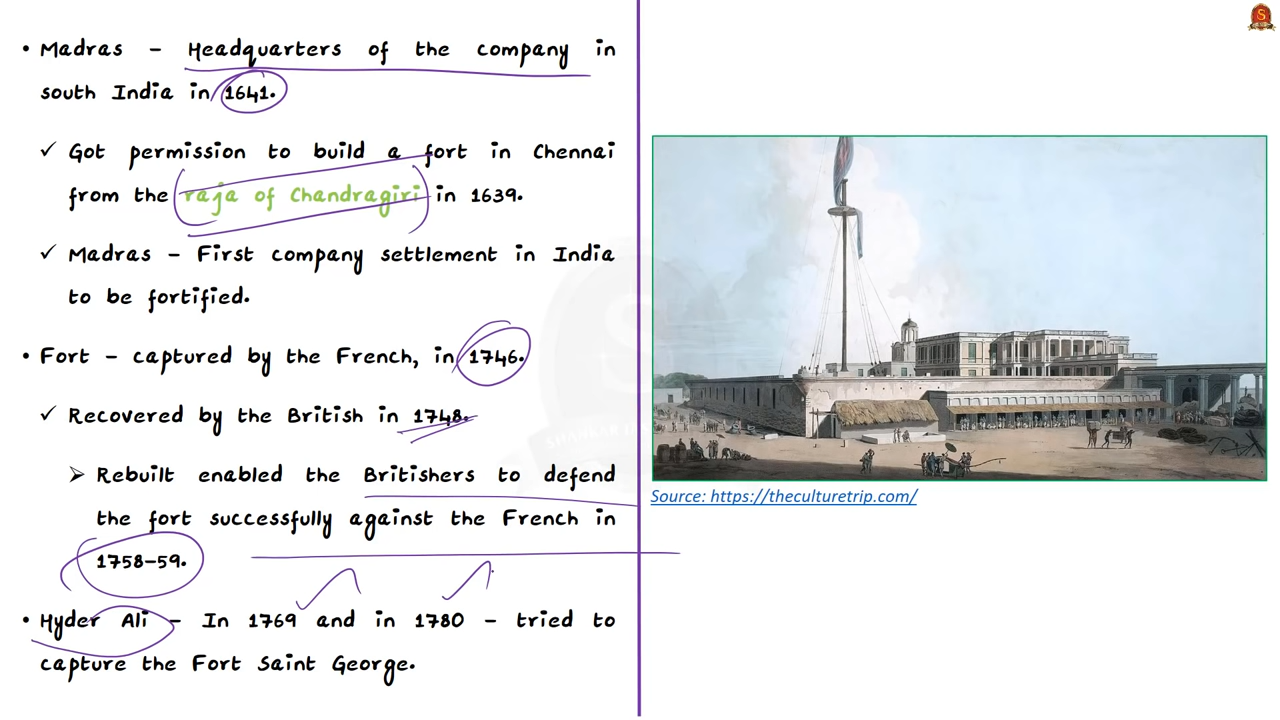 • Madras – Headquarters of the company in
south India in 1641.
✓ Got permission to build a fort in Chennai
from the raja of Chandragiri in 1639.
✓ Madras – First company settlement in India
to be fortified.
• Fort – captured by the French, in 1746.
✓ Recovered by the British in 1748.
➢ Rebuilt enabled the Britishers to defend
the fort successfully against the French in
1758–59.
• Hyder Ali – In 1769 and in 1780 – tried to
capture the Fort Saint George.
Source: https://theculturetrip.com/